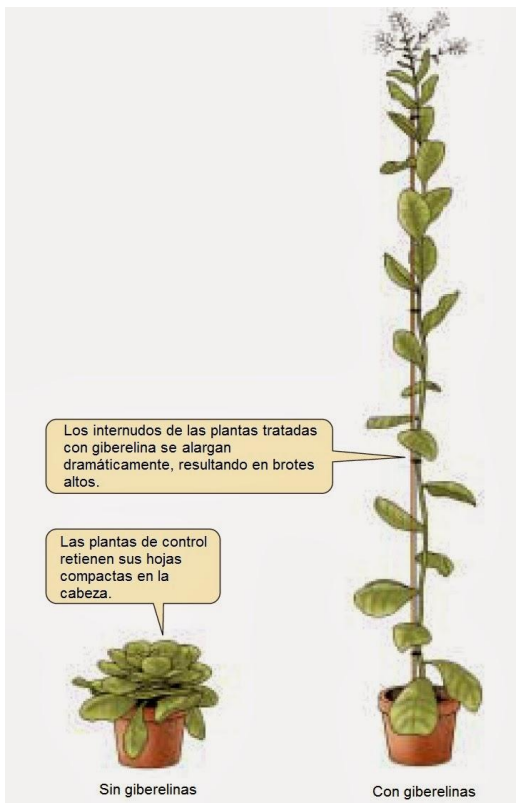 Los internudos de las plantas tratadas
con giberelina se alargan
dramáticamente, resultando en brotes
altos.
Las plantas de control
retienen sus hojas
compactas en la
cabeza.
Sin giberelinas
Con giberelinas